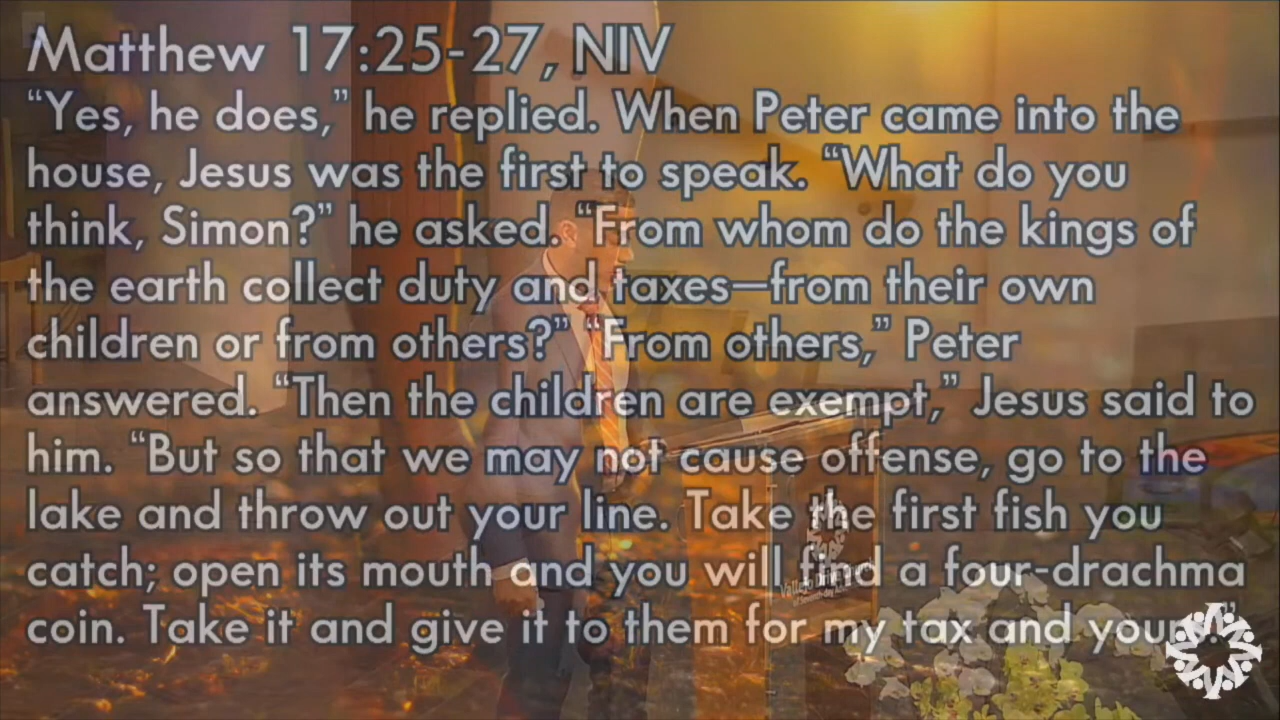 Matthew 17:25-27, NIV
“Yes, he does,” he replied. When Peter came into the
house, Jesus was the first to speak. “What do you
think, Simon?” he asked. “From whom do the kings of
the earth collect duty and taxes—from their own
children or from others?” “From others,” Peter
answered. “Then the children are exempt,” Jesus said to
him. “But so that we may not cause offense, go to the
lake and throw out your line. Take the first fish you
catch; open its mouth and you will find a four-drachma
coin. Take it and give it to them for my tax and yours.”
Vallejo Drive Church